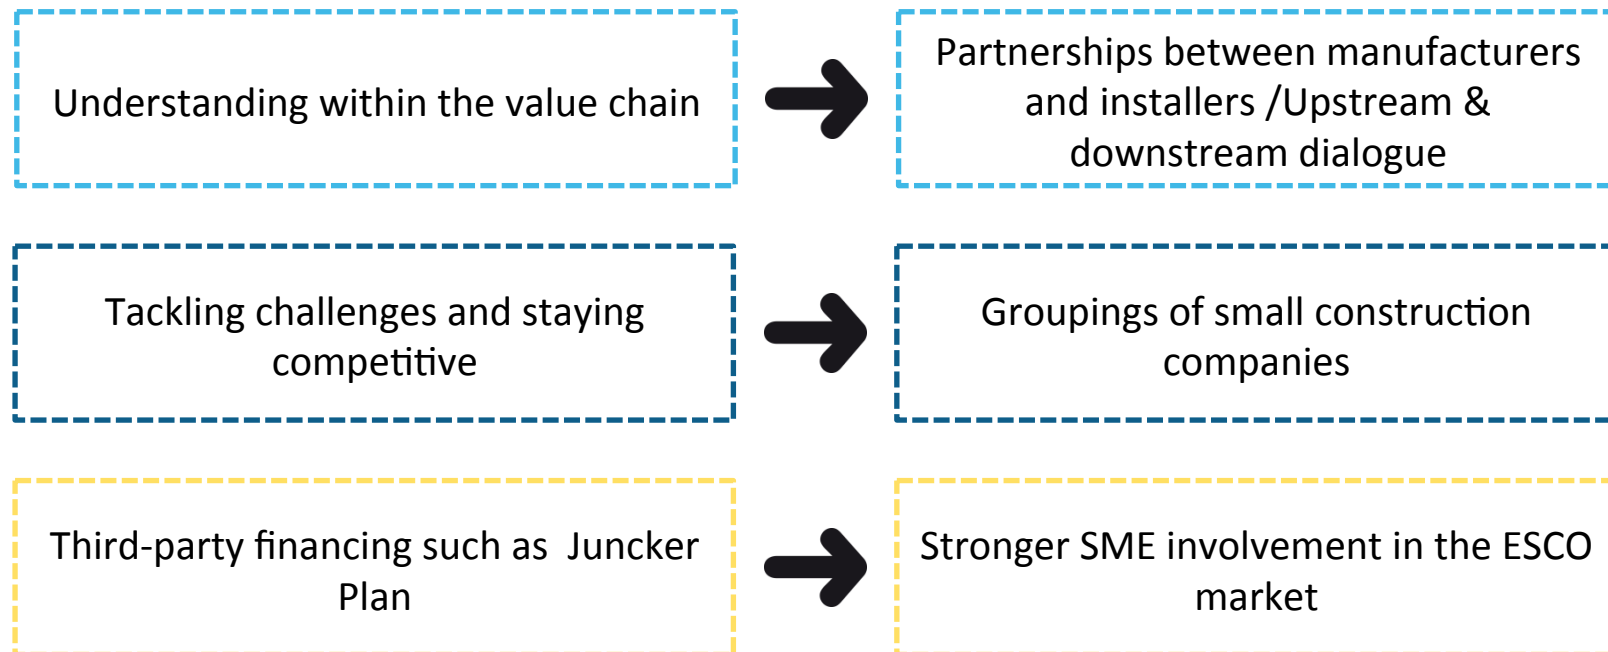 Understanding within the value chain
Partnerships between manufacturers
and installers /Upstream &
downstream dialogue
Tackling challenges and staying
competitive
Groupings of small construction
companies
Third-party financing such as  Juncker
Plan
Stronger SME involvement in the ESCO
market